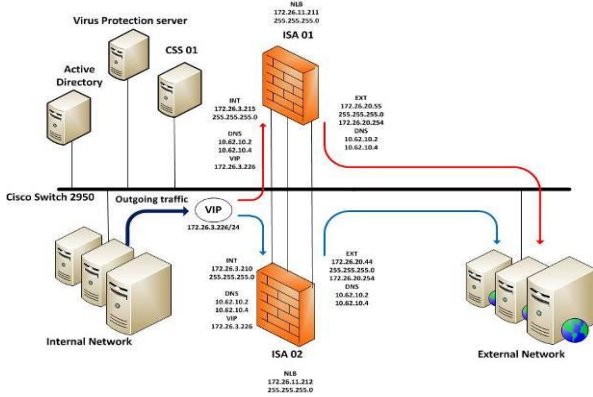 NLB
172.26.11.211
255.255.255.0
ISA 01
Virus Protection server
CSS 01
Active
Directory
INT
172.26.3.215
255.255.255.0
DNS
10.62.10.2
10.62.10.4
VIP
172.26.3.226
EXT
172.26.20.55
255.255.255.0
172.26.20.254
DNS
10.62.10.2
10.62.10.4
Cisco Switch 2950
Outgoing traffic
VIP
172.26.3.226/24
INT
172.26.3.210
255.255.255.0
DNS
10.62.10.2
10.62.10.4
VIP
172.26.3.226
EXT
172.26.20.44
255.255.255.0
172.26.20.254
DNS
10.62.10.2
10.62.10.4
Internal Network
ISA 02
External Network
NLB
172.26.11.212
255.255.255.0